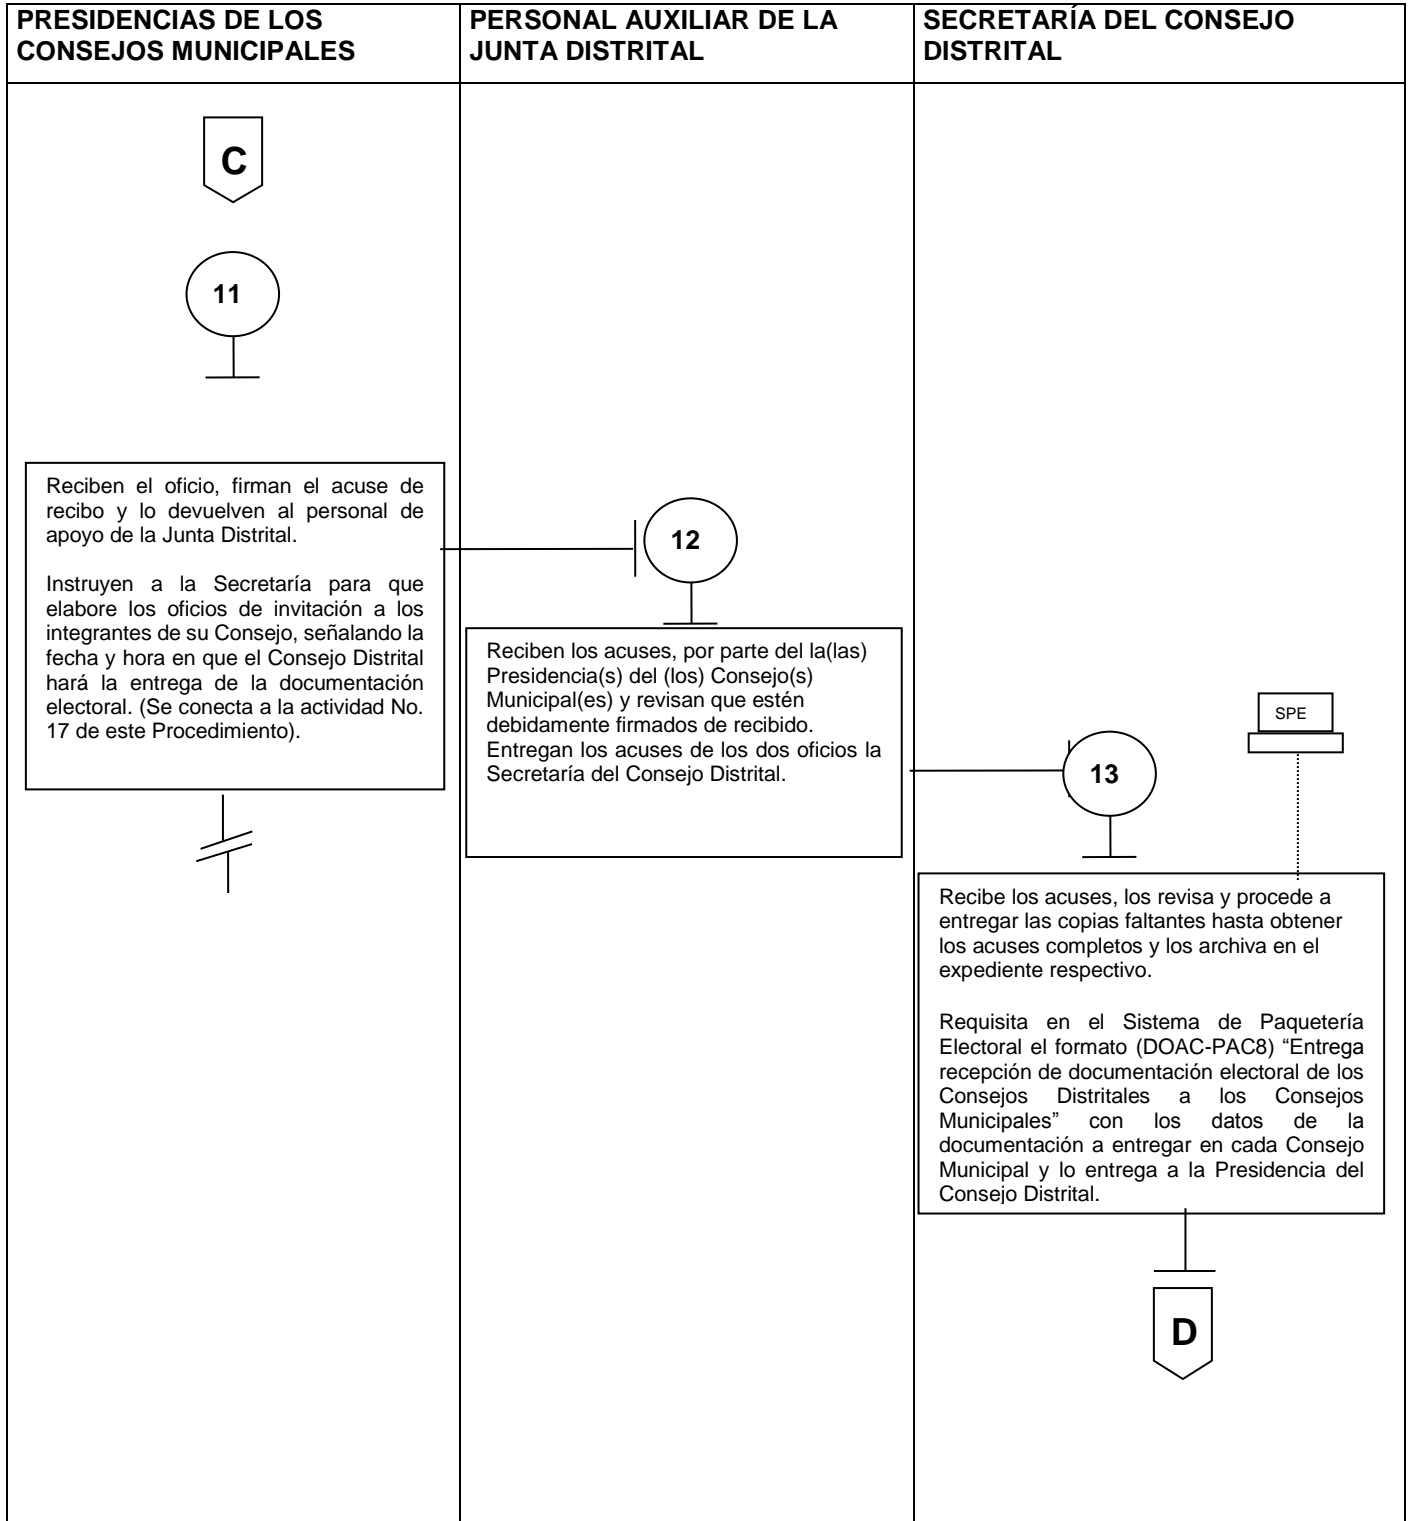 PRESIDENCIAS DE LOS
CONSEJOS MUNICIPALES
PERSONAL AUXILIAR DE LA
JUNTA DISTRITAL
SECRETARÍA DEL CONSEJO
DISTRITAL
C
11
Reciben el oficio, firman el acuse de
recibo y lo devuelven al personal de
apoyo de la Junta Distrital.
Instruyen a la Secretaría para que
elabore los oficios de invitación a los
integrantes de su Consejo, señalando la
fecha y hora en que el Consejo Distrital
hará la entrega de la documentación
electoral. (Se conecta a la actividad No.
17 de este Procedimiento).
12
Reciben los acuses, por parte del la(las)
Presidencia(s) del (los) Consejo(s)
Municipal(es) y revisan que estén
debidamente firmados de recibido.
Entregan los acuses de los dos oficios la
Secretaría del Consejo Distrital.
SPE
13
Recibe los acuses, los revisa y procede a
entregar las copias faltantes hasta obtener
los acuses completos y los archiva en el
expediente respectivo.
Requisita en el Sistema de Paquetería
Electoral el formato (DOAC-PAC8) “Entrega
recepción de documentación electoral de los
Consejos Distritales a los Consejos
Municipales” con los datos de la
documentación a entregar en cada Consejo
Municipal y lo entrega a la Presidencia del
Consejo Distrital.
D